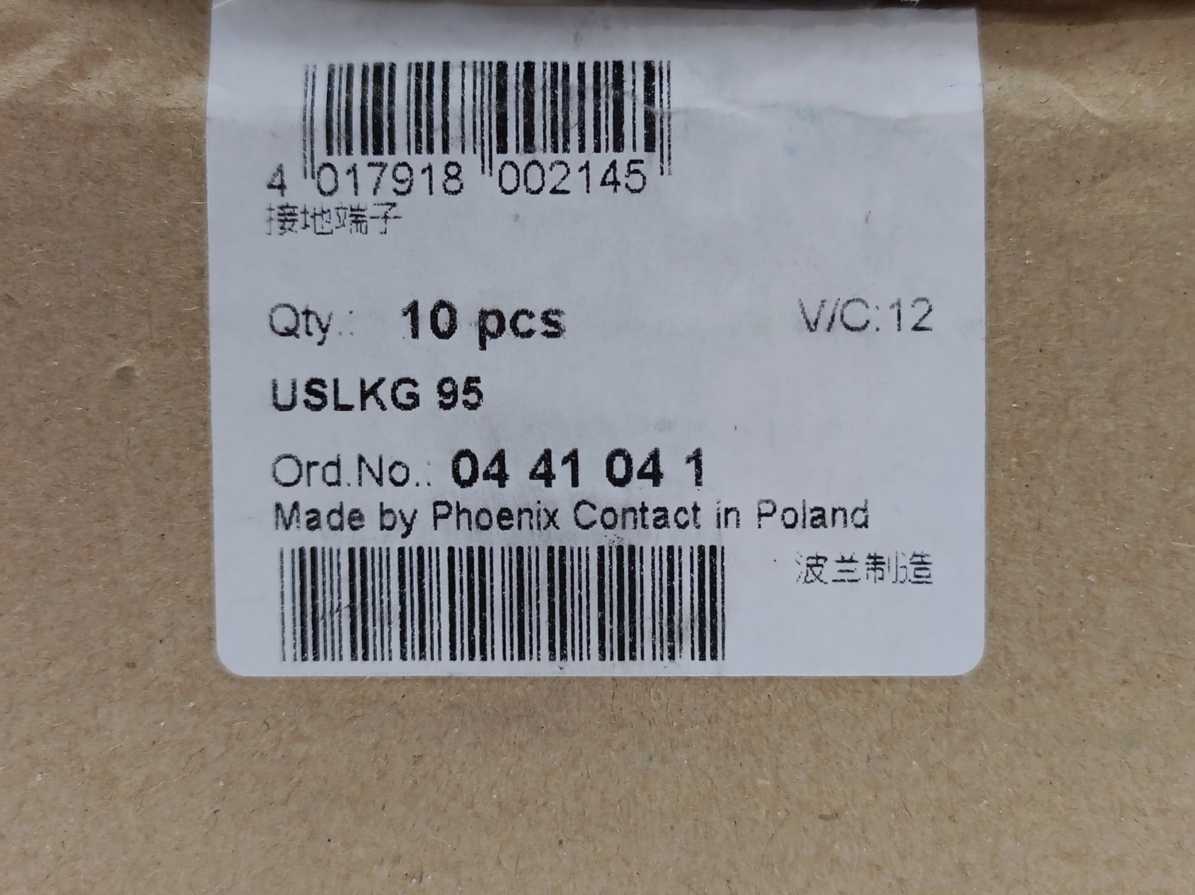 4 017918 002145
接地端子
Qty.: 10 pcs V/C:12
USLKG 95
Ord.No.: 04 41 04 1
Made by Phoenix Contact in Poland
波兰制造